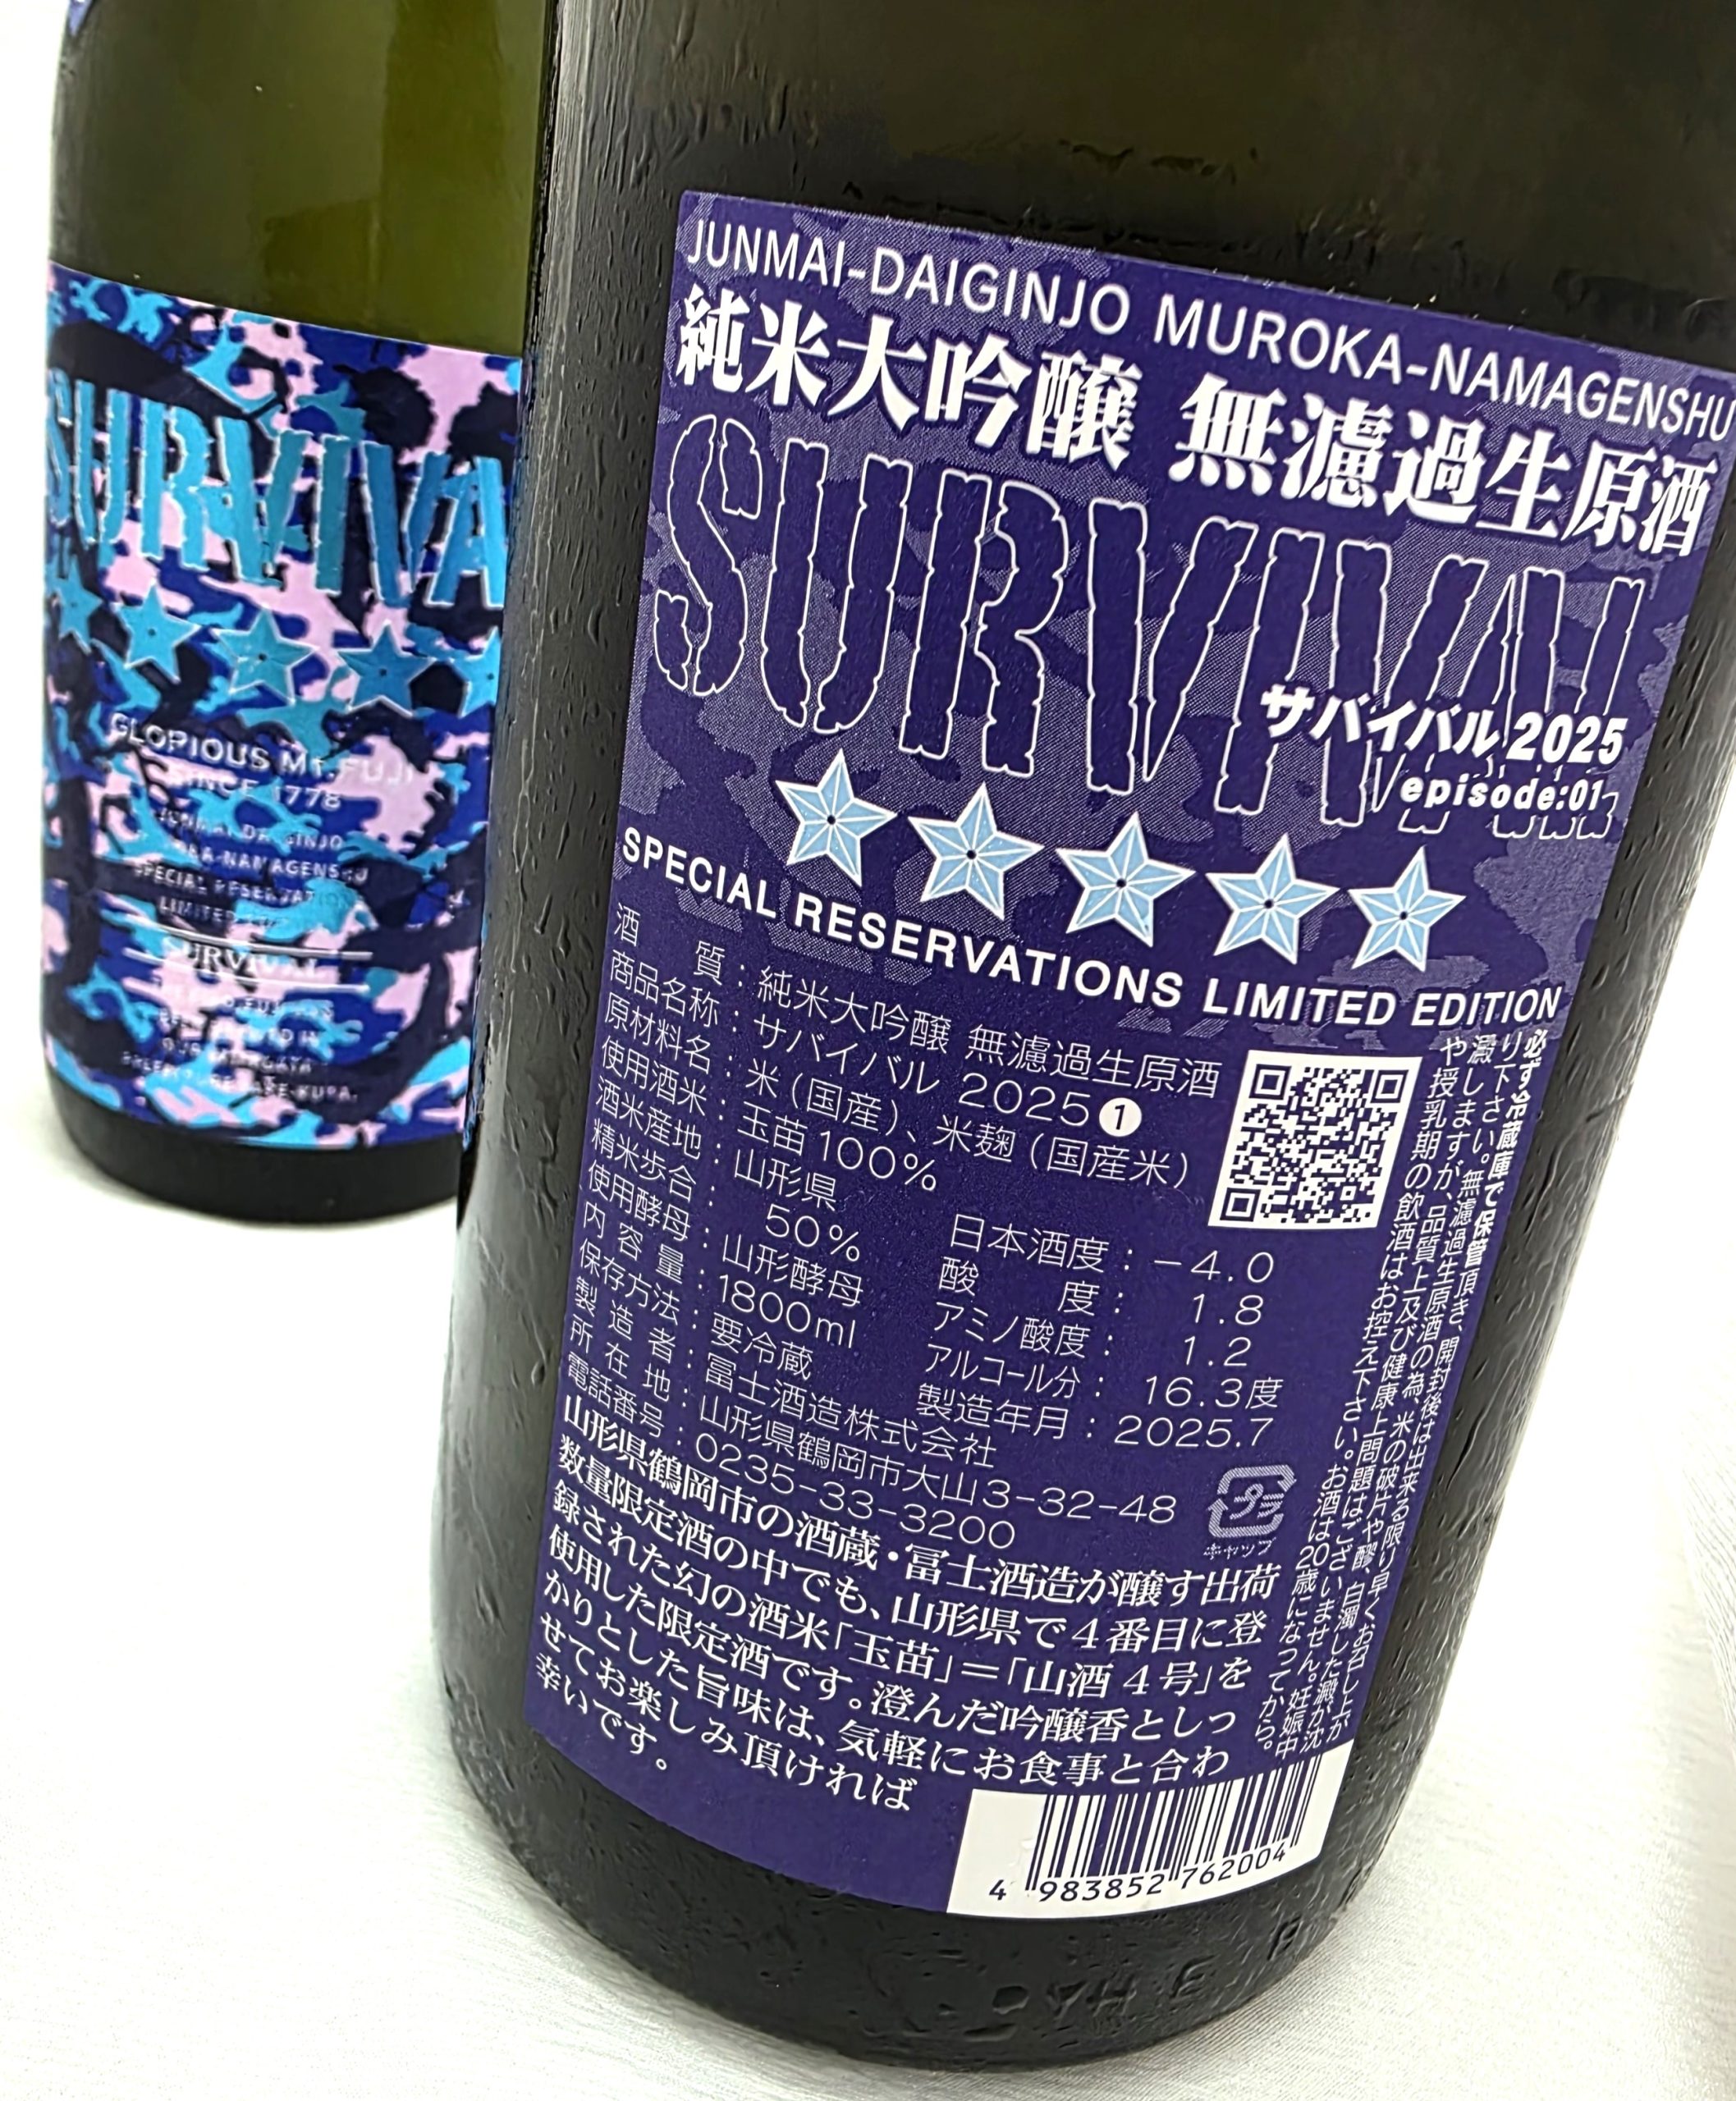 SURVIVA
GLORIOUS MT.FUJI
SINCE 1778
JUNMAI DAIGINJO
SPECIAL RESERVATIONS
SURVIVAL
JUNMAI-DAIGINJO MUROKA-NAMAGENSHU
純米大吟醸 無濾過生原酒
SURVIVAL
サバイバル 2025
episode:01
SPECIAL RESERVATIONS LIMITED EDITION
酒質：純米大吟醸 無濾過生原酒
商品名称：サバイバル 2025❶
原材料名：米（国産）、米麹（国産米）
使用酒米：玉苗100%
酒米産地：山形県
精米歩合：50%
使用酵母：山形酵母
内容量：1800ml
保存方法：要冷蔵
日本酒度：−4.0
酸度：1.8
アミノ酸度：1.2
アルコール分：16.3度
製造年月：2025.7
製造者：冨士酒造株式会社
所在地：山形県鶴岡市大山3-32-48
電話番号：0235-33-3200
プラ
キャップ
山形県鶴岡市の酒蔵・冨士酒造が醸す出荷
数量限定酒の中でも、山形県で4番目に登
録された幻の酒米「玉苗」＝「山酒4号」を
使用した限定酒です。澄んだ吟醸香としっ
かりとした旨味は、気軽にお食事と合わ
せてお楽しみ頂ければ
幸いです。
必ず冷蔵庫で保管頂き、開封後は出来る限り早くお召し上が
り下さい。無濾過生原酒の為、米の破片や醪、白濁した澱が沈
澱しますが、品質上及び健康上問題はございません。妊娠中
や授乳期の飲酒はお控え下さい。お酒は20歳になってから。
4 983852 762004